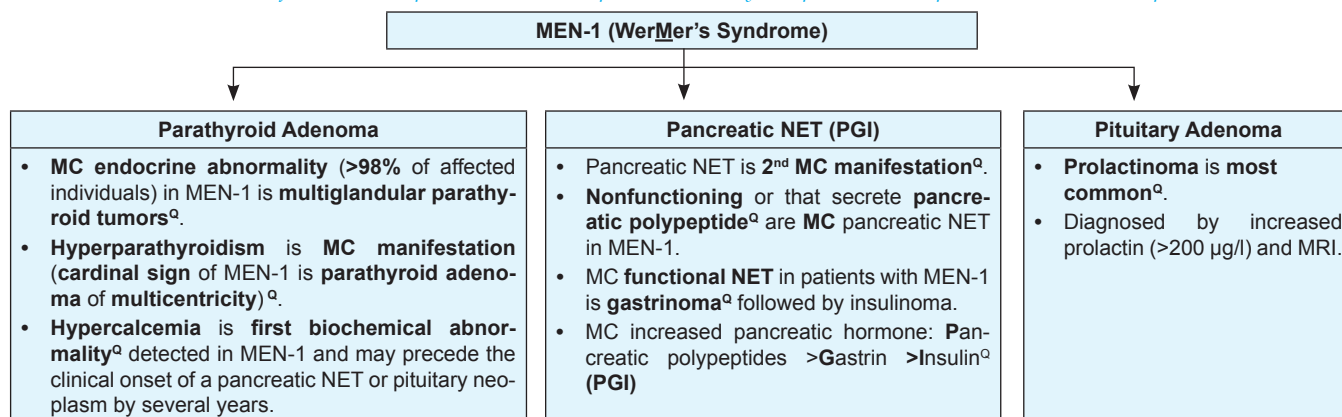 MEN-1 (WerMer's Syndrome)
Parathyroid Adenoma
• MC endocrine abnormality (>98% of affected
individuals) in MEN-1 is multiglandular parathy-
roid tumorsQ.
• Hyperparathyroidism is MC manifestation
(cardinal sign of MEN-1 is parathyroid adeno-
ma of multicentricity) Q.
• Hypercalcemia is first biochemical abnor-
malityQ detected in MEN-1 and may precede the
clinical onset of a pancreatic NET or pituitary neo-
plasm by several years.
Pancreatic NET (PGI)
• Pancreatic NET is 2nd MC manifestationQ.
• Nonfunctioning or that secrete pancre-
atic polypeptideQ are MC pancreatic NET
in MEN-1.
• MC functional NET in patients with MEN-1
is gastrinomaQ followed by insulinoma.
• MC increased pancreatic hormone: Pan-
creatic polypeptides >Gastrin >InsulinQ
(PGI)
Pituitary Adenoma
• Prolactinoma is most
commonQ.
• Diagnosed by increased
prolactin (>200 µg/l) and MRI.